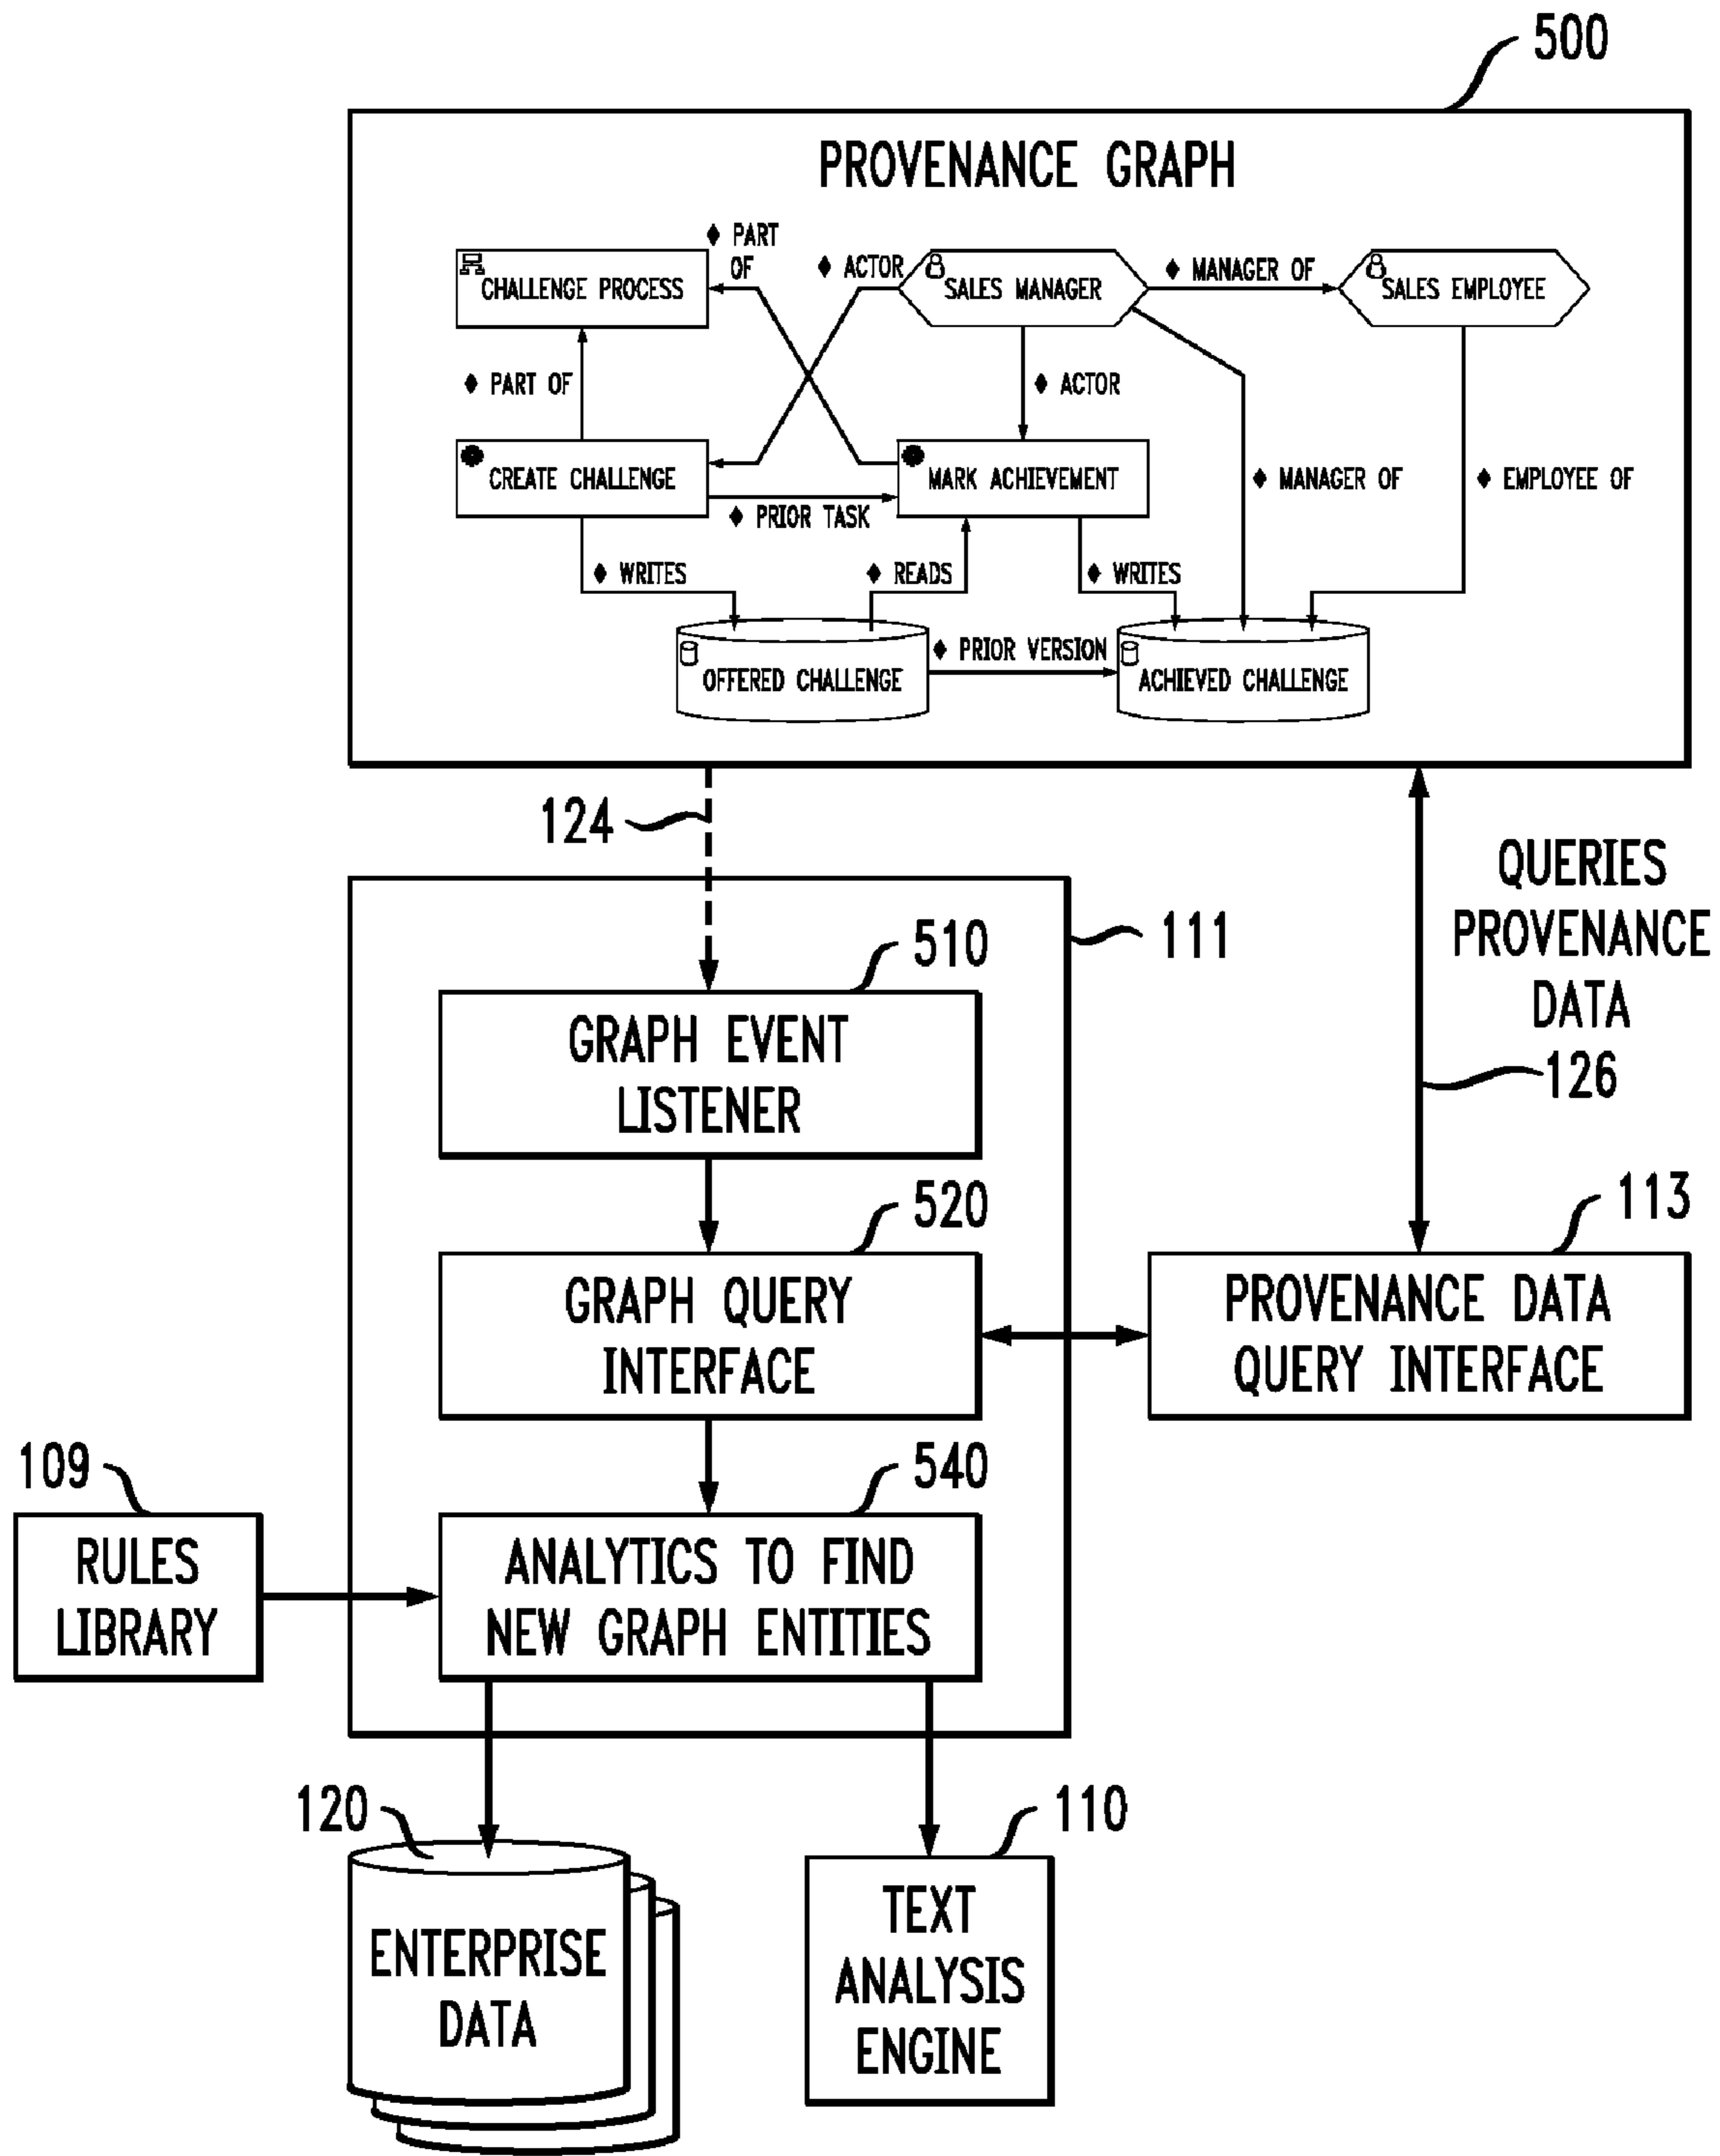 500
PROVENANCE GRAPH
♦ PART
OF
♦ ACTOR
♦ MANAGER OF
CHALLENGE PROCESS
SALES MANAGER
SALES EMPLOYEE
♦ PART OF
♦ ACTOR
CREATE CHALLENGE
MARK ACHIEVEMENT
♦ MANAGER OF
♦ EMPLOYEE OF
♦ PRIOR TASK
♦ WRITES
♦ READS
♦ WRITES
♦ PRIOR VERSION
OFFERED CHALLENGE
ACHIEVED CHALLENGE
124
QUERIES
PROVENANCE
DATA
126
111
510
GRAPH EVENT
LISTENER
520
GRAPH QUERY
INTERFACE
113
PROVENANCE DATA
QUERY INTERFACE
109
RULES
LIBRARY
540
ANALYTICS TO FIND
NEW GRAPH ENTITIES
120
ENTERPRISE
DATA
110
TEXT
ANALYSIS
ENGINE